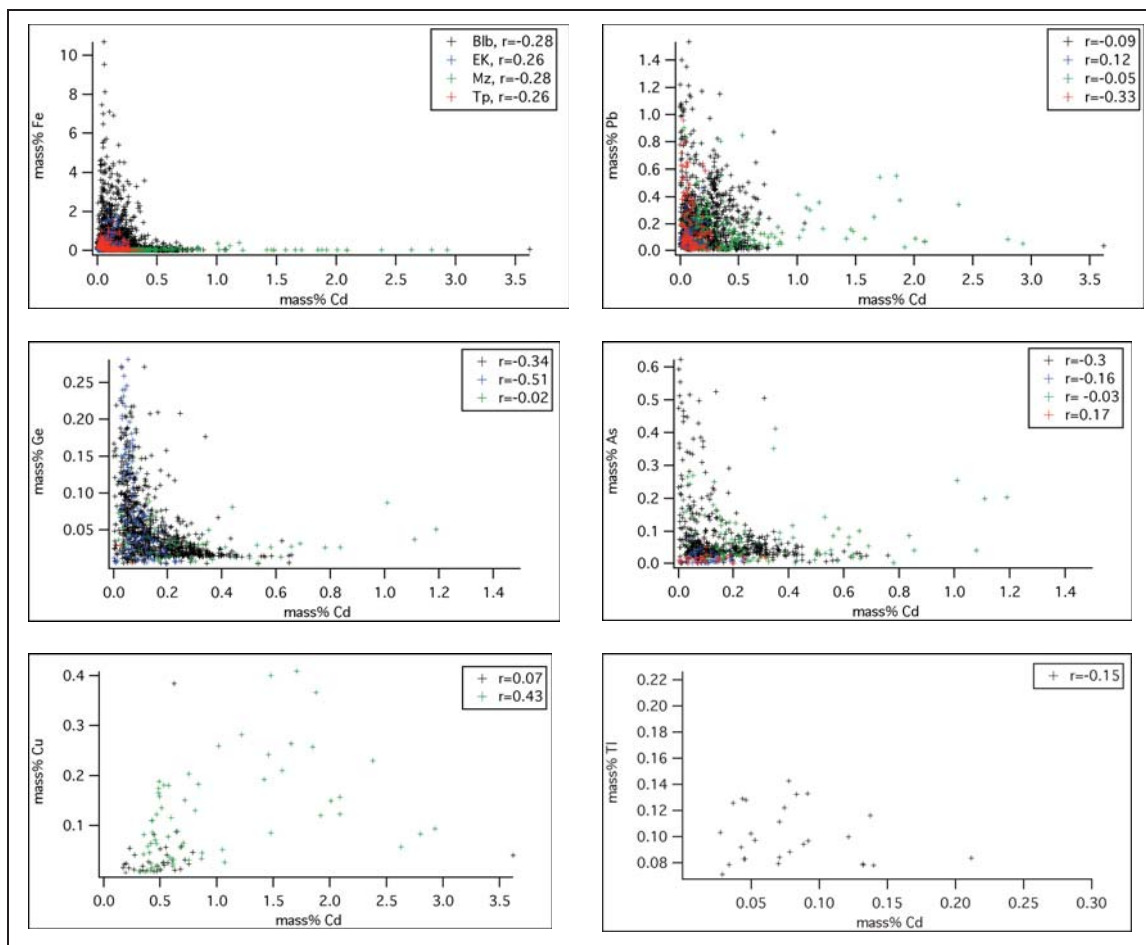 mass% Fe
10
8
6
4
2
0
0.0 0.5 1.0 1.5 2.0 2.5 3.0 3.5
mass% Cd
Blb, r=-0.28
EK, r=0.26
Mz, r=-0.28
Tp, r=-0.26
mass% Pb
1.4
1.2
1.0
0.8
0.6
0.4
0.2
0.0
0.0 0.5 1.0 1.5 2.0 2.5 3.0 3.5
mass% Cd
r=-0.09
r=0.12
r=-0.05
r=-0.33
mass% Ge
0.25
0.20
0.15
0.10
0.05
0.0 0.2 0.4 0.6 0.8 1.0 1.2 1.4
mass% Cd
r=-0.34
r=-0.51
r=-0.02
mass% As
0.6
0.5
0.4
0.3
0.2
0.1
0.0
0.0 0.2 0.4 0.6 0.8 1.0 1.2 1.4
mass% Cd
r=-0.3
r=-0.16
r= -0.03
r=0.17
mass% Cu
0.4
0.3
0.2
0.1
0.0 0.5 1.0 1.5 2.0 2.5 3.0 3.5
mass% Cd
r=0.07
r=0.43
mass% Tl
0.22
0.20
0.18
0.16
0.14
0.12
0.10
0.08
0.05 0.10 0.15 0.20 0.25 0.30
mass% Cd
r=-0.15